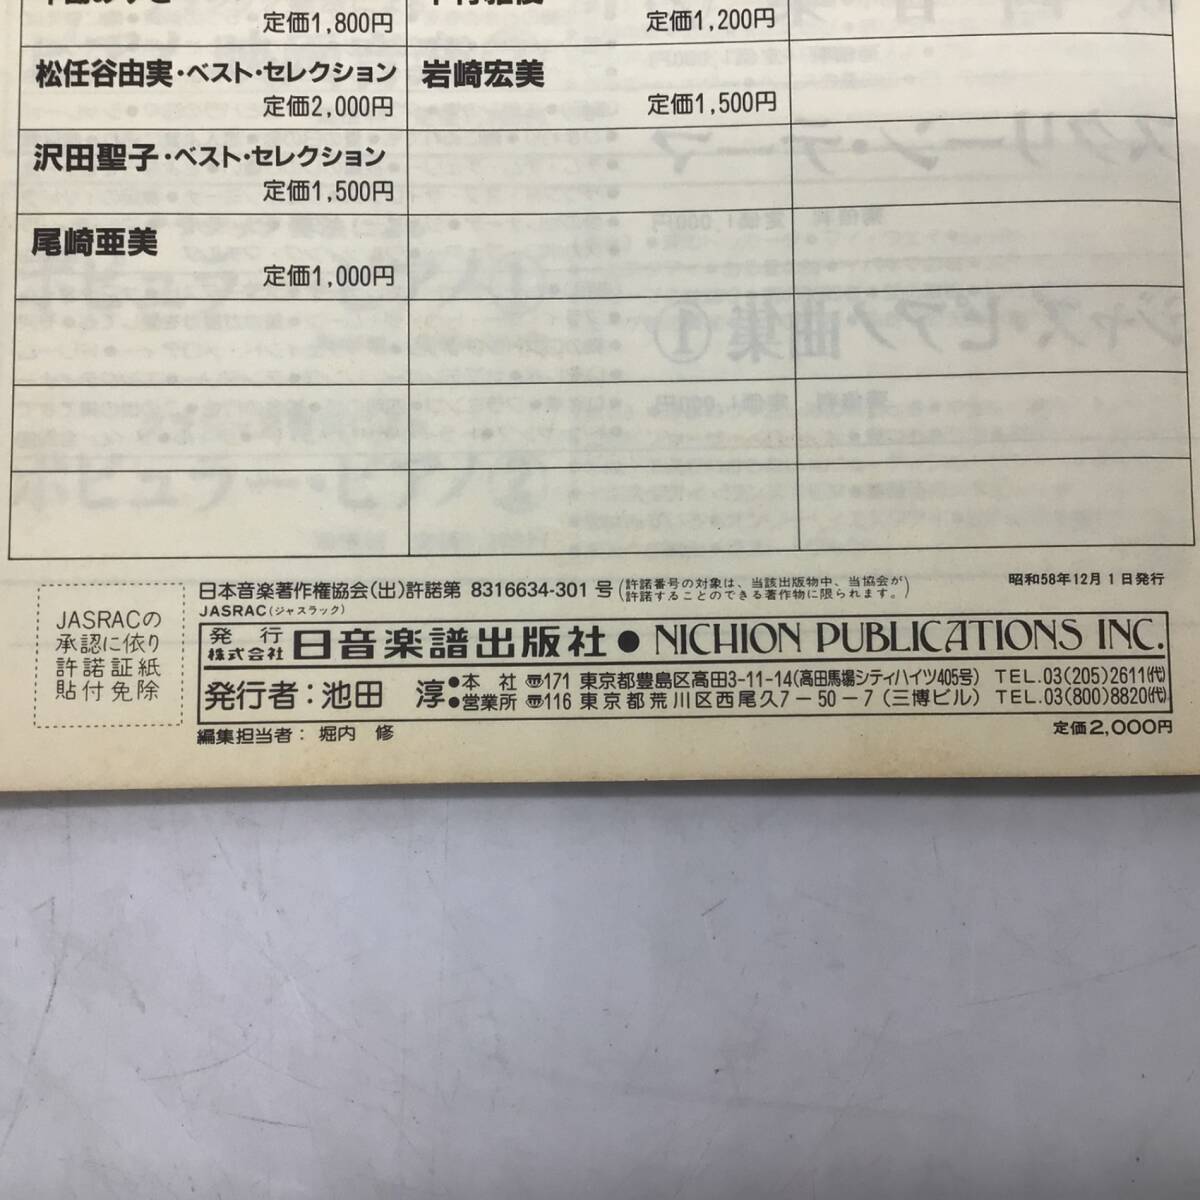 定価1,800円
定価1,200円
松任谷由実・ベスト・セレクション
定価2,000円
岩崎宏美
定価1,500円
沢田聖子・ベスト・セレクション
定価1,500円
尾崎亜美
定価1,000円
JASRACの
承認に依り
許諾証紙
貼付免除
日本音楽著作権協会(出)許諾第 8316634-301 号
(許諾番号の対象は、当該出版物中、当協会が
許諾することのできる著作物に限られます。)
JASRAC(ジャスラック)
昭和58年12月1日発行
発行
株式会社 日音楽譜出版社 ● NICHION PUBLICATIONS INC.
発行者：池田 淳
●本 社 〠171 東京都豊島区高田3-11-14(高田馬場シティハイツ405号) TEL.03(205)2611(代)
●営業所 〠116 東京都荒川区西尾久7-50-7(三博ビル) TEL.03(800)8820(代)
編集担当者：堀内 修
定価2,000円